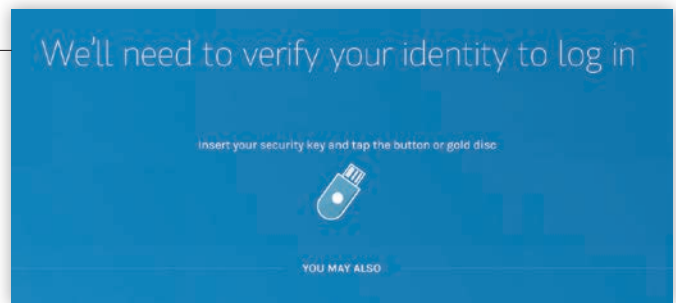 We'll need to verify your identity to log in
Insert your security key and tap the button or gold disc
YOU MAY ALSO